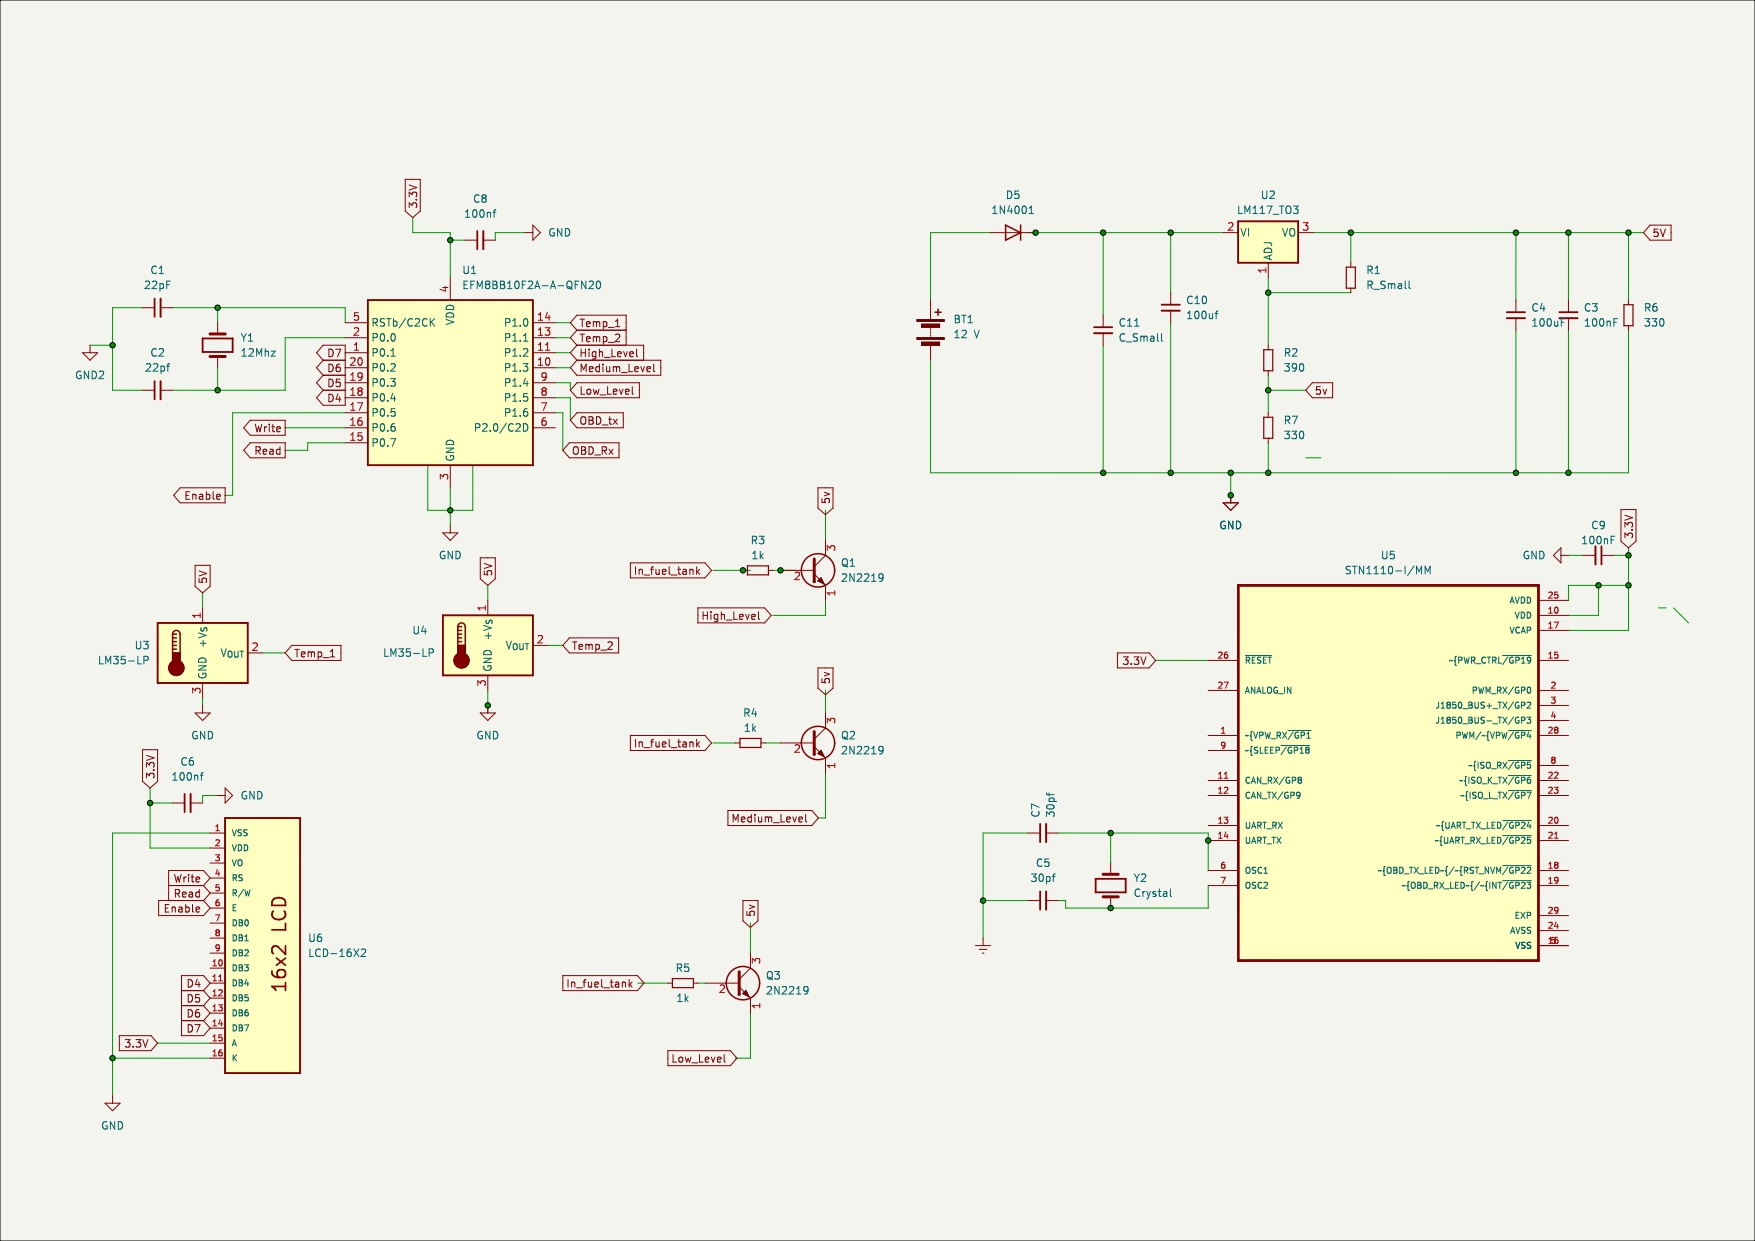 3.3V
C8
100nf
GND
C1
22pF
U1
EFM8BB10F2A-A-QFN20
4
VDD
5 RSTb/C2CK
2 P0.0
1 P0.1
20 P0.2
19 P0.3
18 P0.4
17 P0.5
16 P0.6
15 P0.7
P1.0 14
P1.1 13
P1.2 11
P1.3 10
P1.4 9
P1.5 8
P1.6 7
P2.0/C2D 6
GND
3
GND
Temp_1
Temp_2
High_Level
Medium_Level
Low_Level
OBD_tx
OBD_Rx
Y1
12Mhz
C2
22pf
GND2
D7
D6
D5
D4
Write
Read
Enable
D5
1N4001
U2
LM117_TO3
2 VI
VO 3
ADJ
1
5V
R1
R_Small
BT1
12 V
+
C11
C_Small
C10
100uf
R2
390
5v
R7
330
C4
100uF
C3
100nF
R6
330
GND
5V
U3
LM35-LP
1
+Vs
GND
3
Vout 2
Temp_1
GND
5V
U4
LM35-LP
1
+Vs
GND
3
Vout 2
Temp_2
GND
5v
In_fuel_tank
R3
1k
2
3
1
Q1
2N2219
High_Level
5v
In_fuel_tank
R4
1k
2
3
1
Q2
2N2219
Medium_Level
5v
In_fuel_tank
R5
1k
2
3
1
Q3
2N2219
Low_Level
3.3V
C6
100nf
GND
1 VSS
2 VDD
3 VO
4 RS
5 R/W
6 E
7 DB0
8 DB1
9 DB2
10 DB3
11 DB4
12 DB5
13 DB6
14 DB7
15 A
16 K
Write
Read
Enable
D4
D5
D6
D7
3.3V
16x2 LCD
U6
LCD-16X2
GND
3.3V
C9
100nF
GND
U5
STN1110-I/MM
3.3V
26 RESET
27 ANALOG_IN
1 ~{VPW_RX/GP1
9 ~{SLEEP/GP18
11 CAN_RX/GP8
12 CAN_TX/GP9
13 UART_RX
14 UART_TX
6 OSC1
7 OSC2
AVDD 25
VDD 10
VCAP 17
~{PWR_CTRL/GP19 15
PWM_RX/GP0 2
J1850_BUS+_TX/GP2 3
J1850_BUS-_TX/GP3 4
PWM/~{VPW/GP4 28
~{ISO_RX/GP5 8
~{ISO_K_TX/GP6 22
~{ISO_L_TX/GP7 23
~{UART_TX_LED/GP24 20
~{UART_RX_LED/GP25 21
~{OBD_TX_LED~{/~{RST_NVM/GP22 18
~{OBD_RX_LED~{/~{INT/GP23 19
EXP 29
AVSS 24
VSS
C7
30pf
C5
30pf
Y2
Crystal